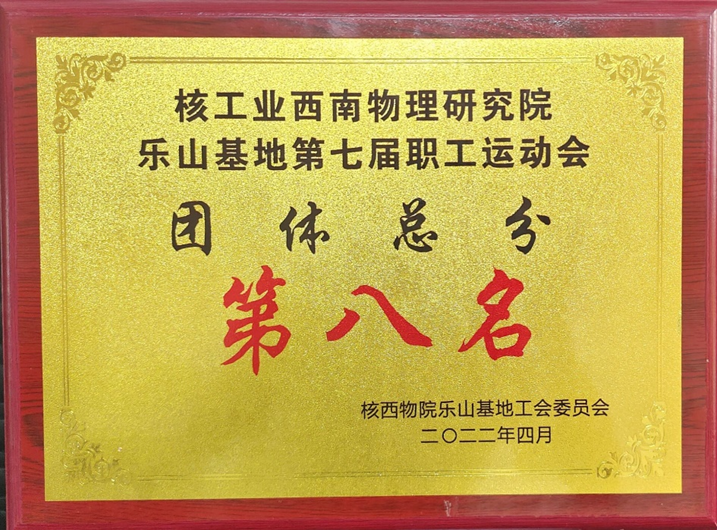 核工业西南物理研究院
乐山基地第七届职工运动会
团体总分
第八名
核西物院乐山基地工会委员会
二〇二二年四月